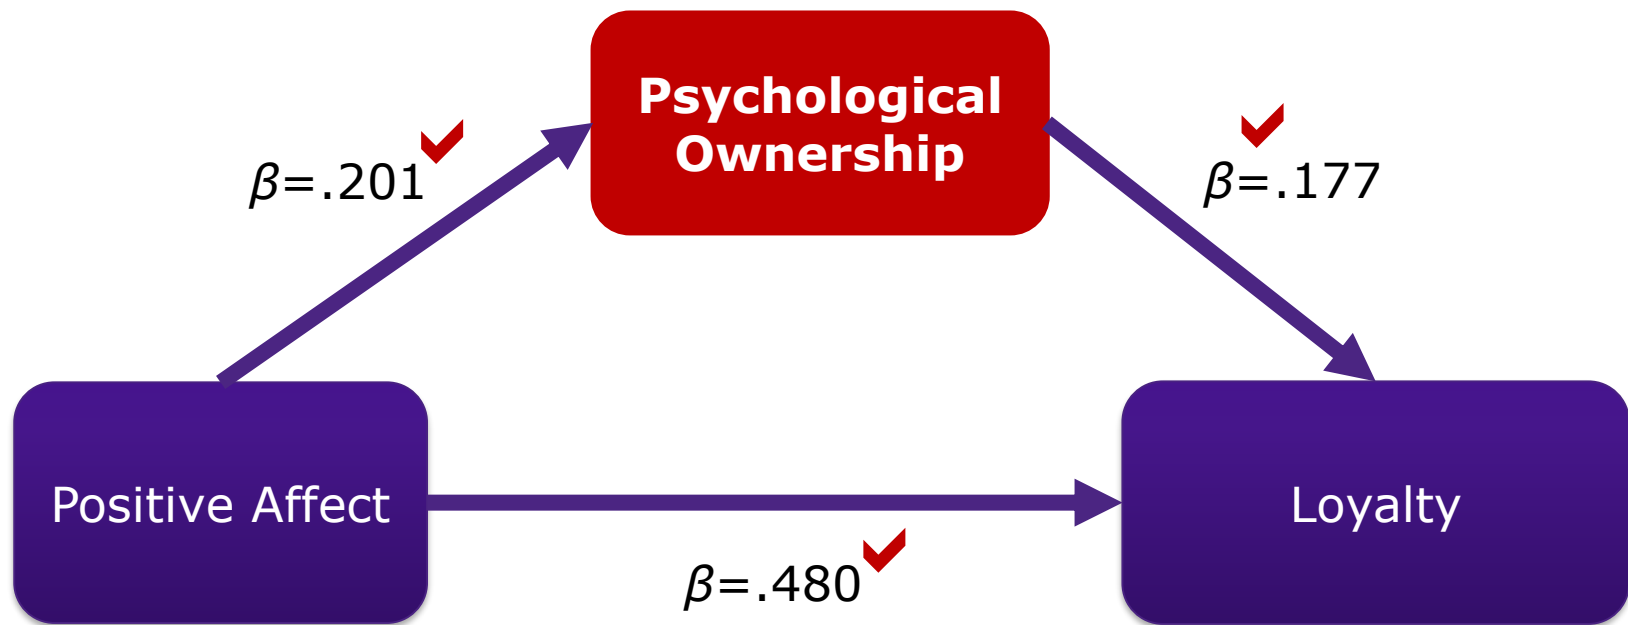 Psychological
Ownership
β=.201
β=.177
Positive Affect
Loyalty
β=.480